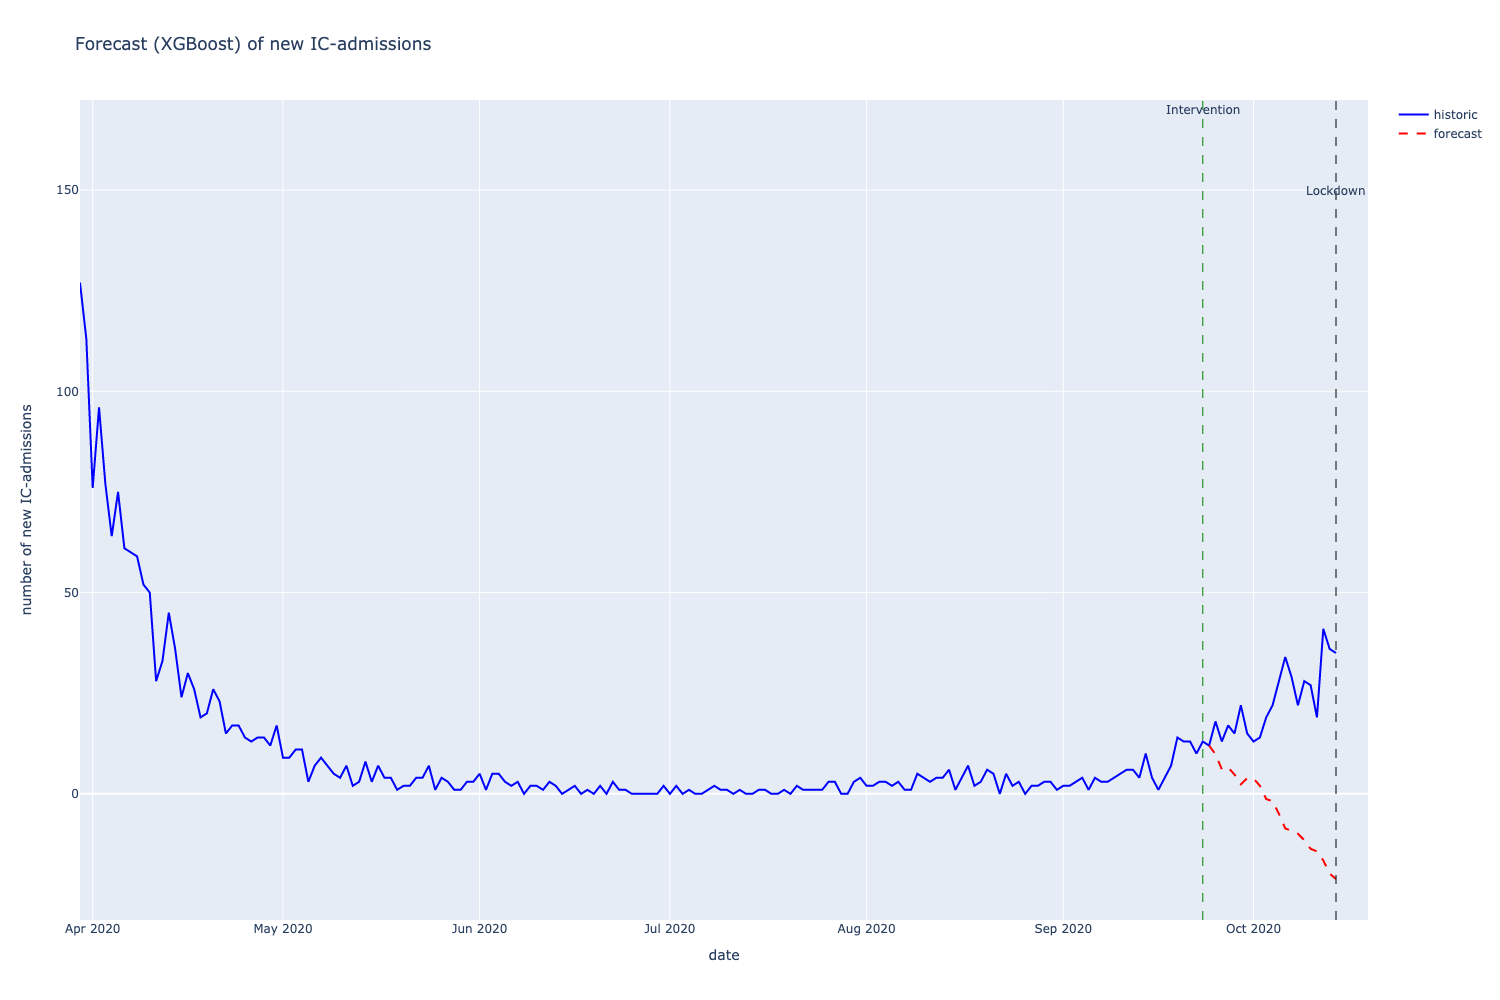 Forecast (XGBoost) of new IC-admissions
Intervention
historic
forecast
Lockdown
150
100
50
0
number of new IC-admissions
Apr 2020
May 2020
Jun 2020
Jul 2020
Aug 2020
Sep 2020
Oct 2020
date